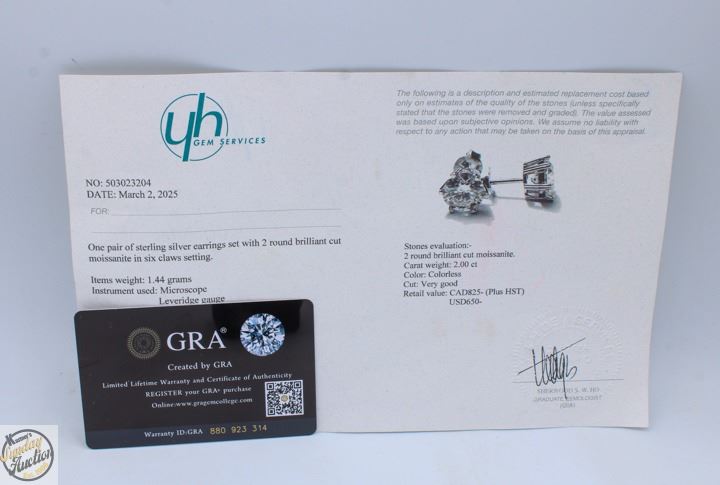 yh
GEM SERVICES
NO: 503023204
DATE: March 2, 2025
FOR:
One pair of sterling silver earrings set with 2 round brilliant cut
moissanite in six claws setting.
Items weight: 1.44 grams
Instrument used: Microscope
Leveridge gauge
The following is a description and estimated replacement cost based
only on estimates of the quality of the stones (unless specifically
stated that the stones were removed and graded). The value assessed
was based upon subjective opinions. We assume no liability with
respect to any action that may be taken on the basis of this appraisal.
Stones evaluation:-
2 round brilliant cut moissanite.
Carat weight: 2.00 ct
Color: Colorless
Cut: Very good
Retail value: CAD825- (Plus HST)
USD650-
S. W. HO
GRADUATE GEMOLOGIST
(GIA)
GRA®
Created by GRA
Limited Lifetime Warranty and Certificate of Authenticity
REGISTER your GRA+ purchase
Online:www.gragemcollege.com
Warranty ID:GRA 880 923 314
Sunday
Auction